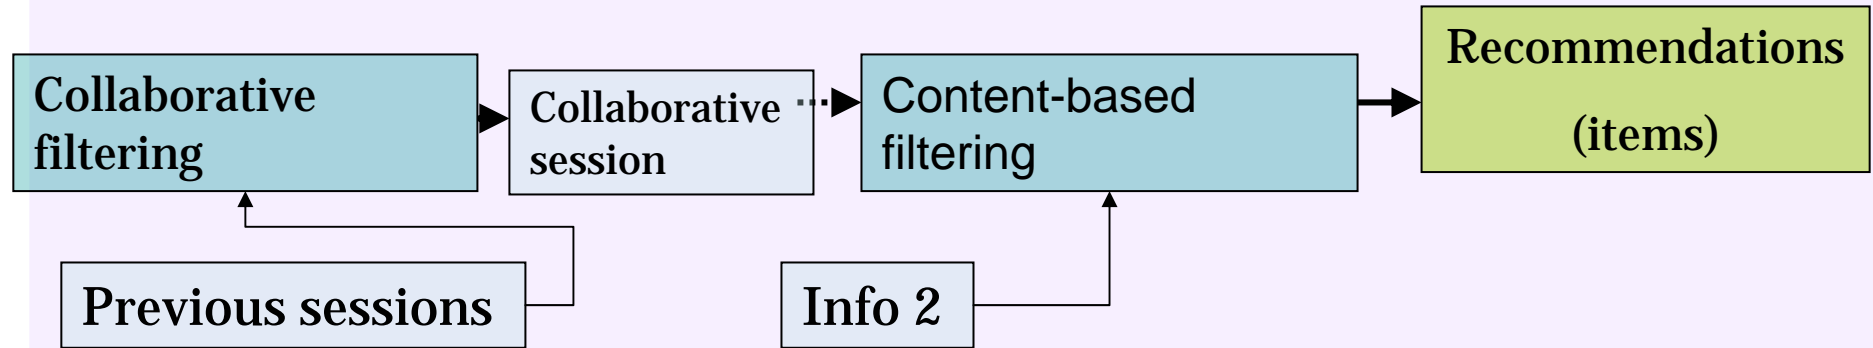 Collaborative
filtering
Collaborative
session
Content-based
filtering
Recommendations
(items)
Previous sessions
Info 2